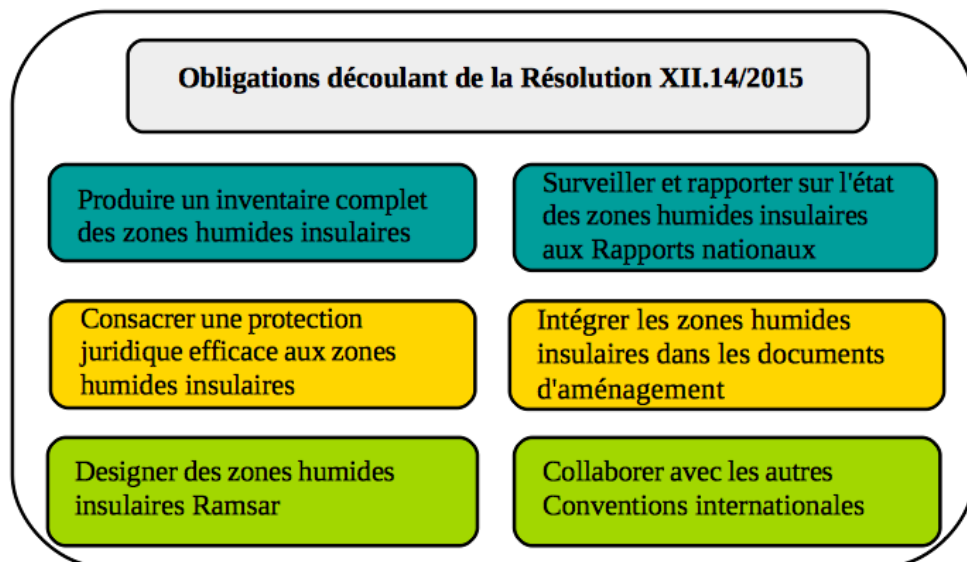 Obligations découlant de la Résolution XII.14/2015
Produire un inventaire complet
des zones humides insulaires
Surveiller et rapporter sur l'état
des zones humides insulaires
aux Rapports nationaux
Consacrer une protection
juridique efficace aux zones
humides insulaires
Intégrer les zones humides
insulaires dans les documents
d'aménagement
Designer des zones humides
insulaires Ramsar
Collaborer avec les autres
Conventions internationales